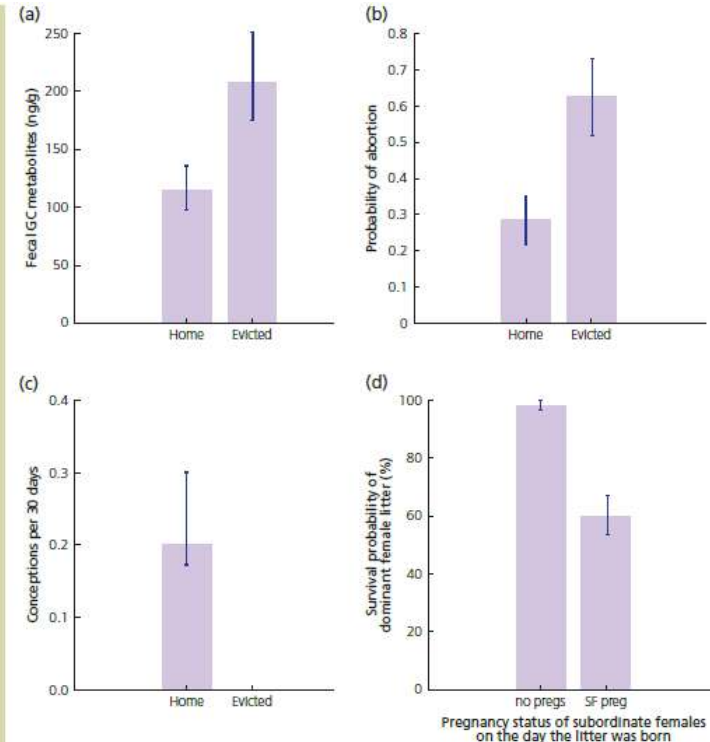 (a)
250
200
150
100
50
0
Fecal GC metabolites (ng/g)
Home Evicted
(b)
0.8
0.7
0.6
0.5
0.4
0.3
0.2
0.1
0
Probability of abortion
Home Evicted
(c)
0.4
0.3
0.2
0.1
0.0
Conceptions per 30 days
Home Evicted
(d)
100
80
60
40
20
0
Survival probability of
dominant female litter (%)
no pregs SF preg
Pregnancy status of subordinate females
on the day the litter was born